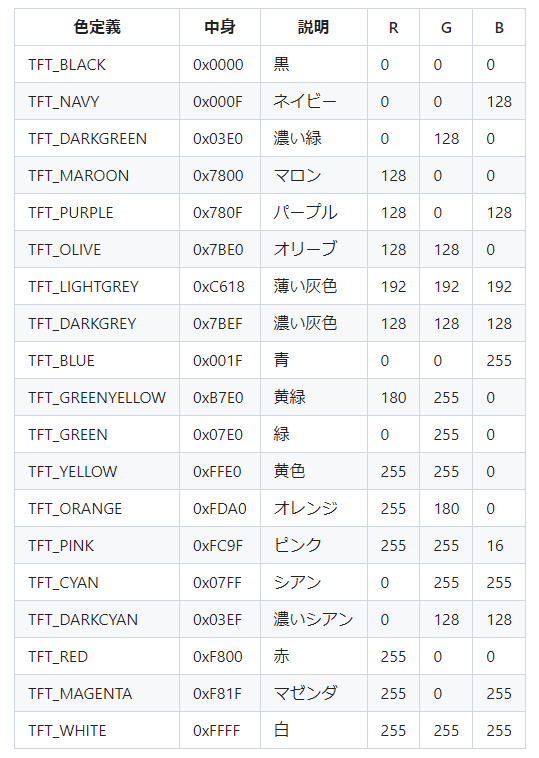 色定義 中身 説明 R G B
TFT_BLACK 0x0000 黒 0 0 0
TFT_NAVY 0x000F ネイビー 0 0 128
TFT_DARKGREEN 0x03E0 濃い緑 0 128 0
TFT_MAROON 0x7800 マロン 128 0 0
TFT_PURPLE 0x780F パープル 128 0 128
TFT_OLIVE 0x7BE0 オリーブ 128 128 0
TFT_LIGHTGREY 0xC618 薄い灰色 192 192 192
TFT_DARKGREY 0x7BEF 濃い灰色 128 128 128
TFT_BLUE 0x001F 青 0 0 255
TFT_GREENYELLOW 0xB7E0 黄緑 180 255 0
TFT_GREEN 0x07E0 緑 0 255 0
TFT_YELLOW 0xFFE0 黄色 255 255 0
TFT_ORANGE 0xFDA0 オレンジ 255 180 0
TFT_PINK 0xFC9F ピンク 255 255 16
TFT_CYAN 0x07FF シアン 0 255 255
TFT_DARKCYAN 0x03EF 濃いシアン 0 128 128
TFT_RED 0xF800 赤 255 0 0
TFT_MAGENTA 0xF81F マゼンダ 255 0 255
TFT_WHITE 0xFFFF 白 255 255 255